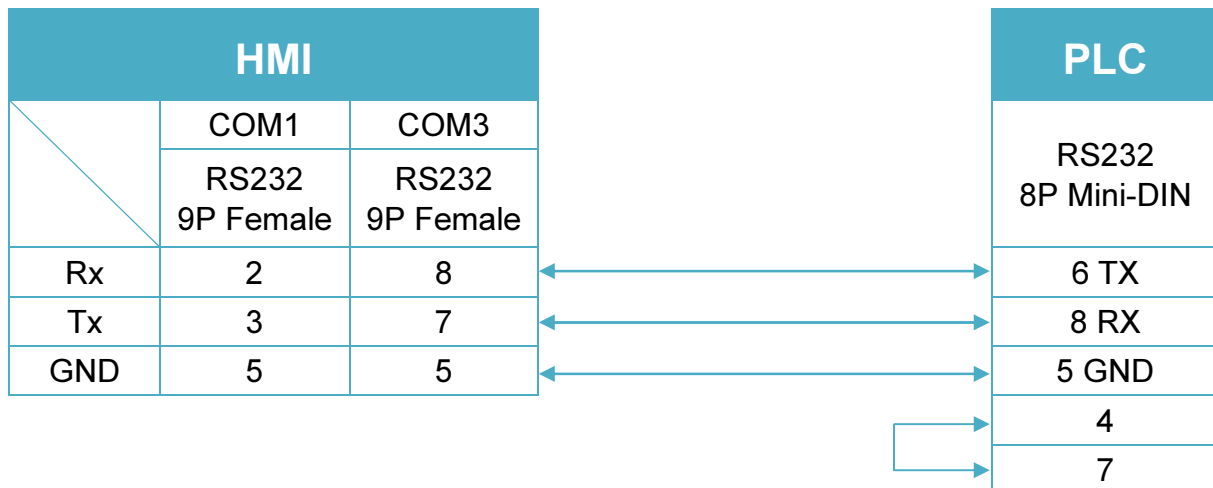 HMI
PLC
COM1 COM3
RS232
9P Female
RS232
9P Female
RS232
8P Mini-DIN
Rx 2 8 6 TX
Tx 3 7 8 RX
GND 5 5 5 GND
4
7